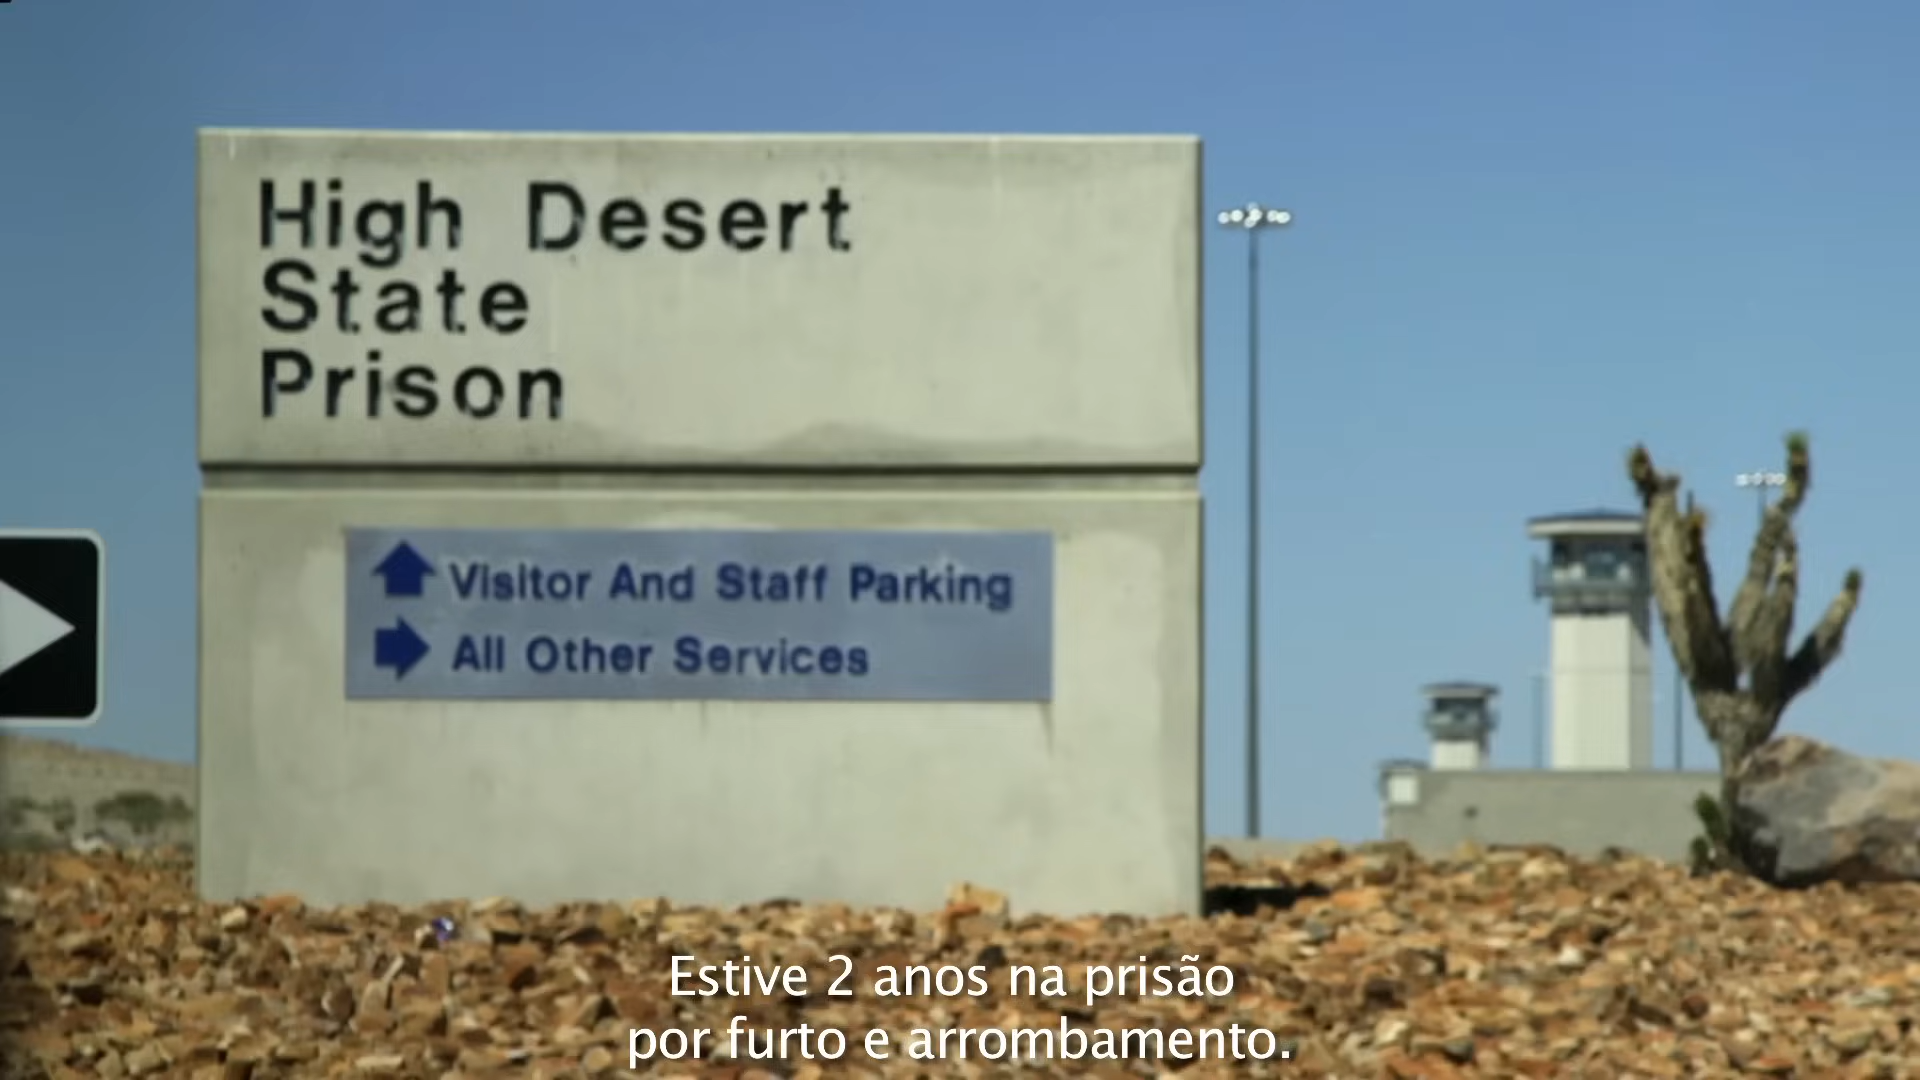 High Desert
State
Prison
Visitor And Staff Parking
All Other Services
Estive 2 anos na prisão
por furto e arrombamento.